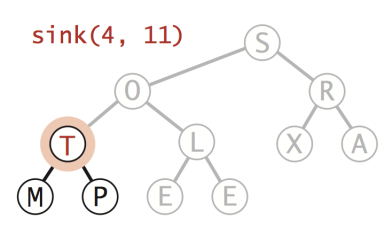 sink(4, 11)
S
O R
T L X A
M P E E